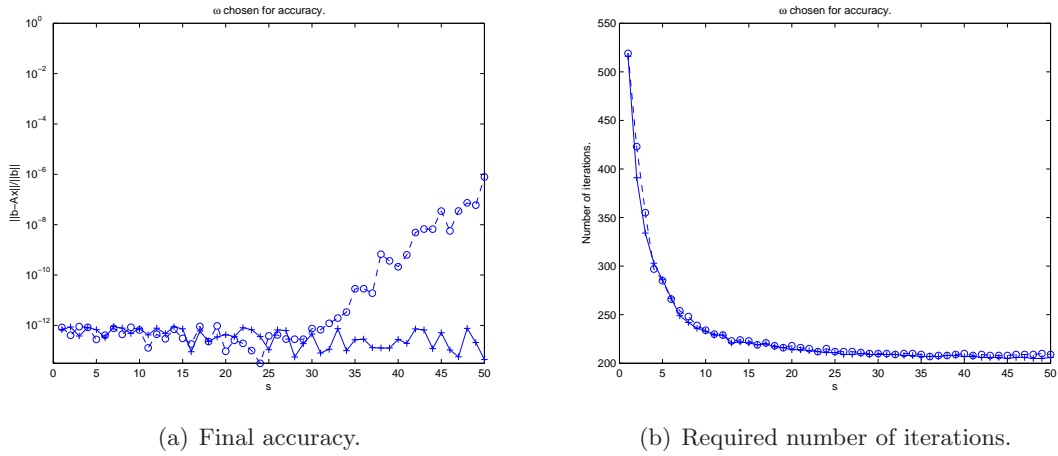 ω chosen for accuracy.
10^0
10^−2
10^−4
10^−6
10^−8
10^−10
10^−12
||b−Ax||/||b||
0 5 10 15 20 25 30 35 40 45 50
s
(a) Final accuracy.
ω chosen for accuracy.
550
500
450
400
350
300
250
200
Number of iterations.
0 5 10 15 20 25 30 35 40 45 50
s
(b) Required number of iterations.